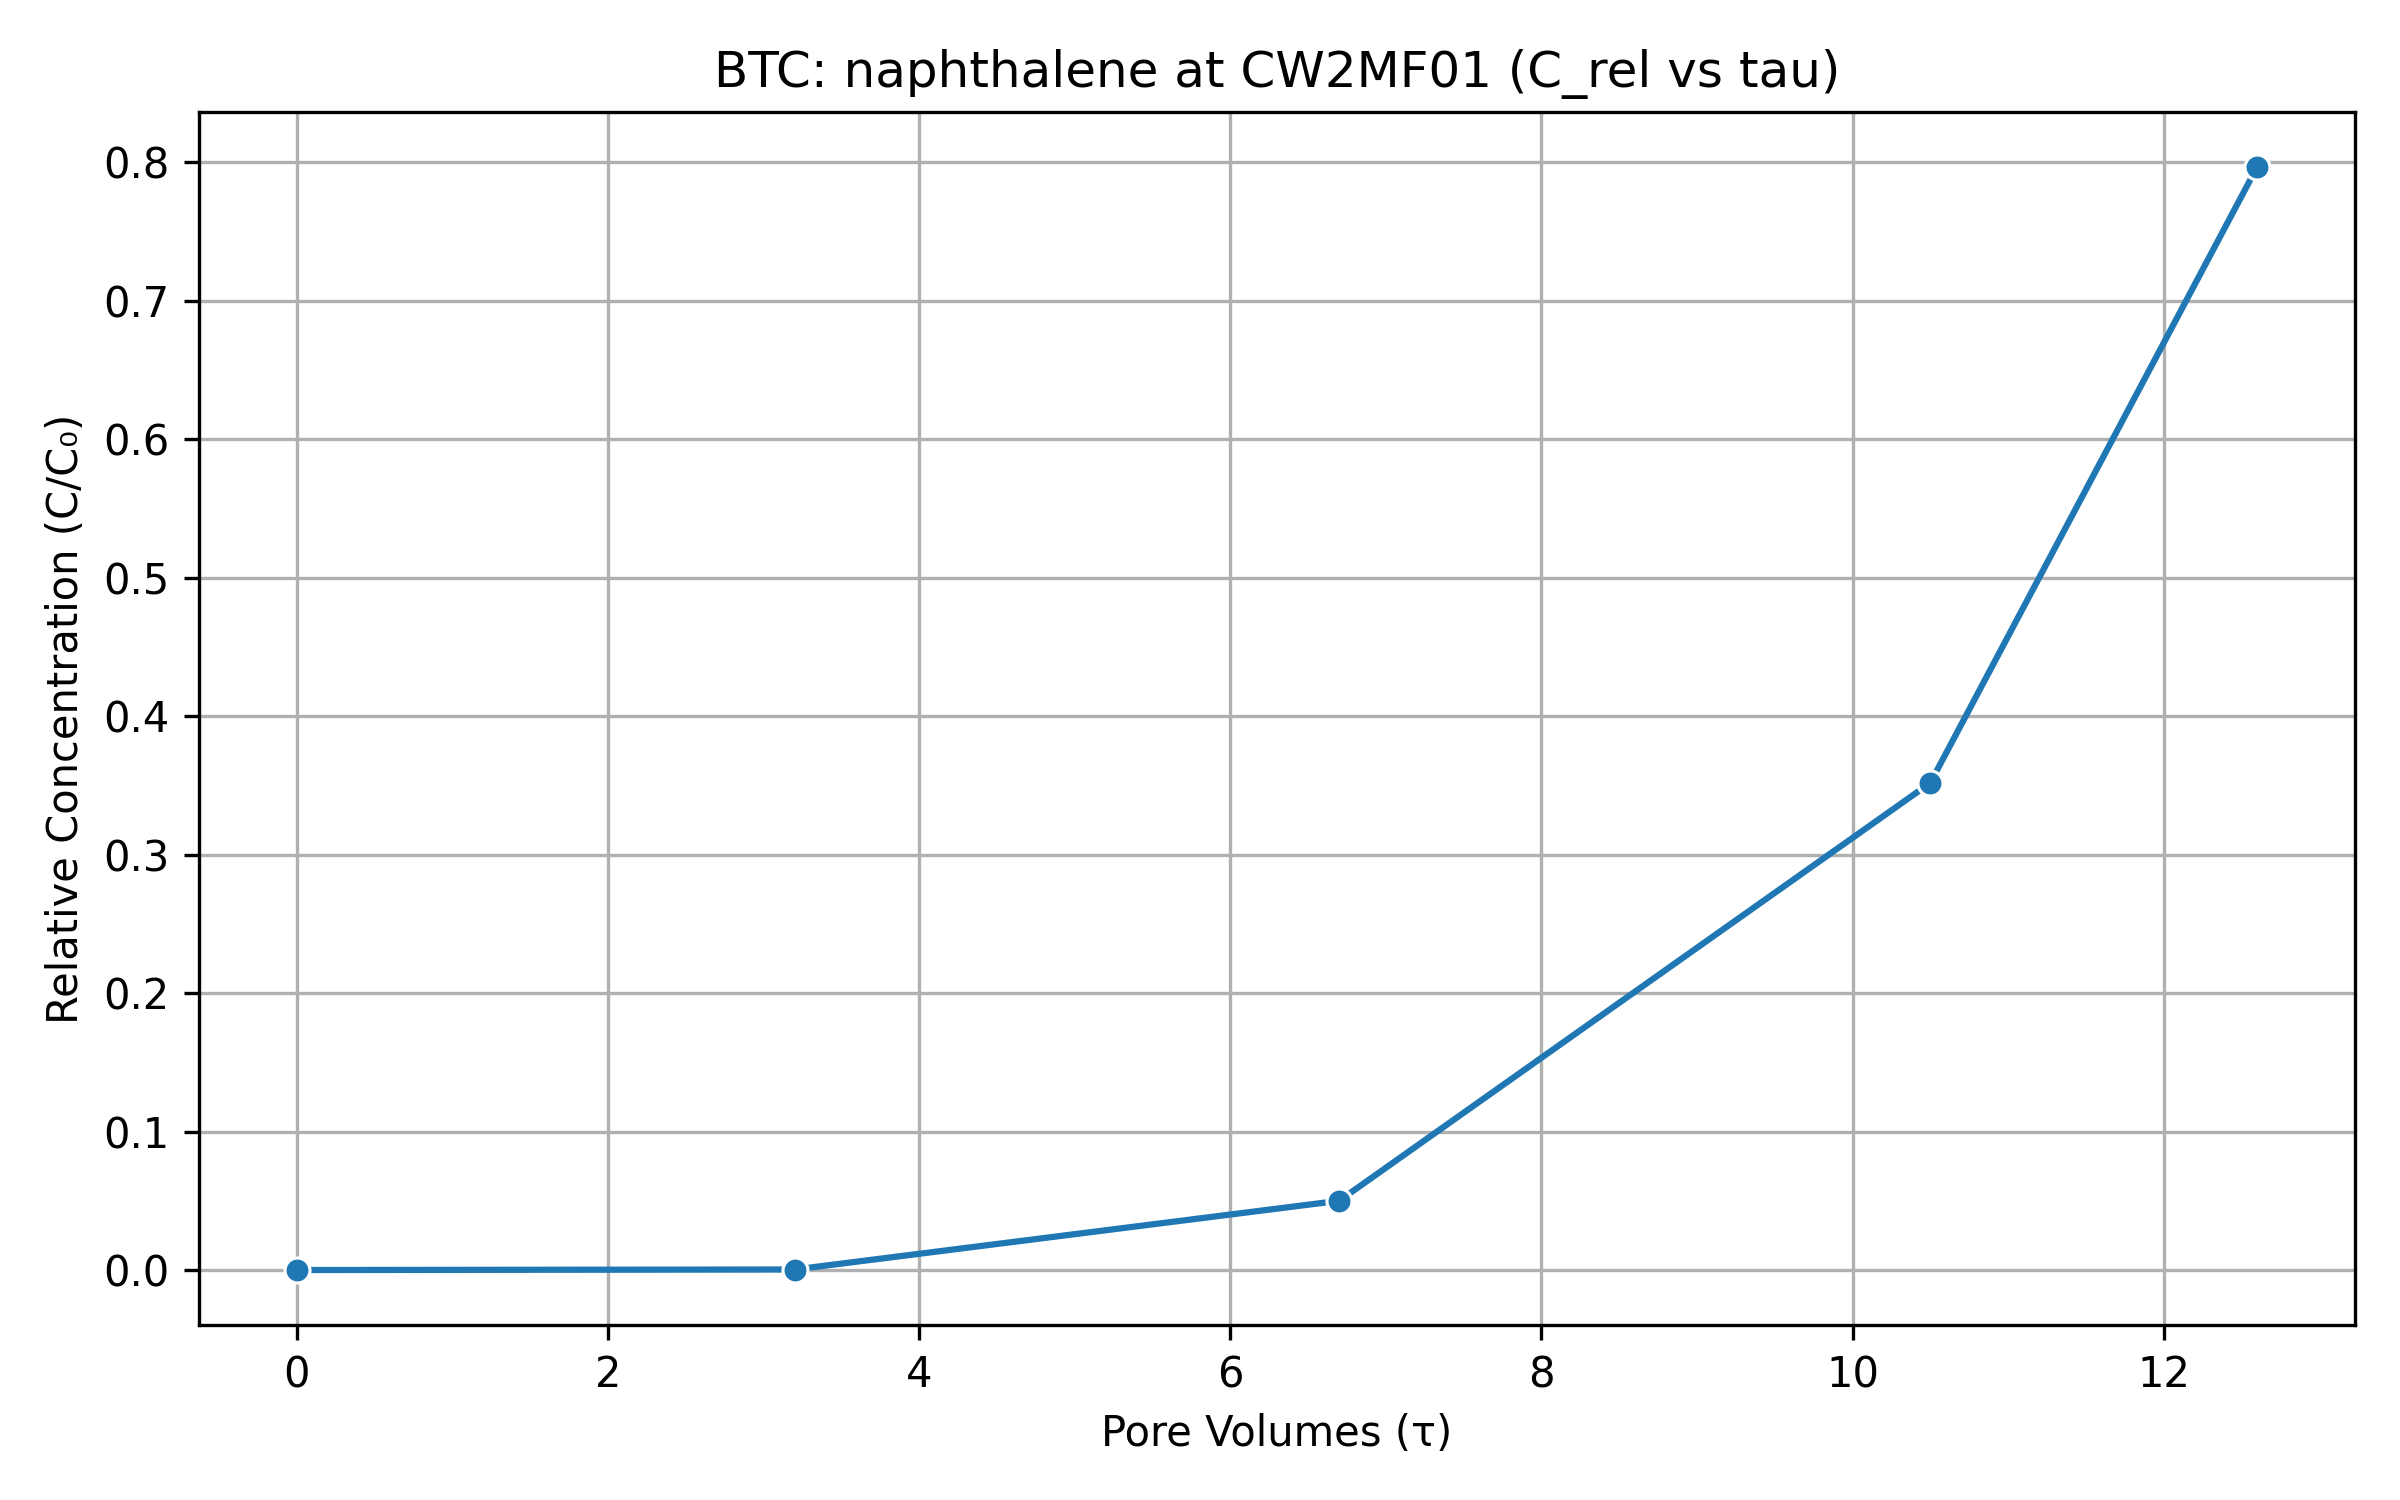 BTC: naphthalene at CW2MF01 (C_rel vs tau)
Relative Concentration (C/C₀)
0.8
0.7
0.6
0.5
0.4
0.3
0.2
0.1
0.0
0 2 4 6 8 10 12
Pore Volumes (τ)